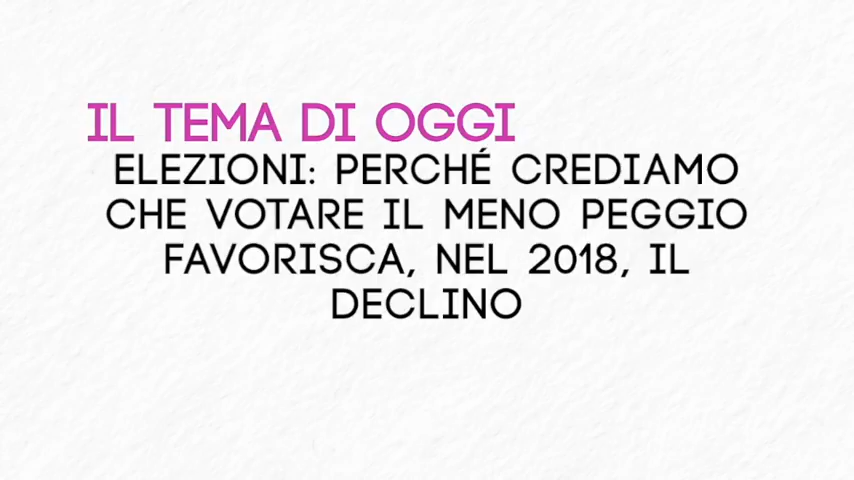 IL TEMA DI OGGI
ELEZIONI: PERCHÉ CREDIAMO
CHE VOTARE IL MENO PEGGIO
FAVORISCA, NEL 2018, IL
DECLINO